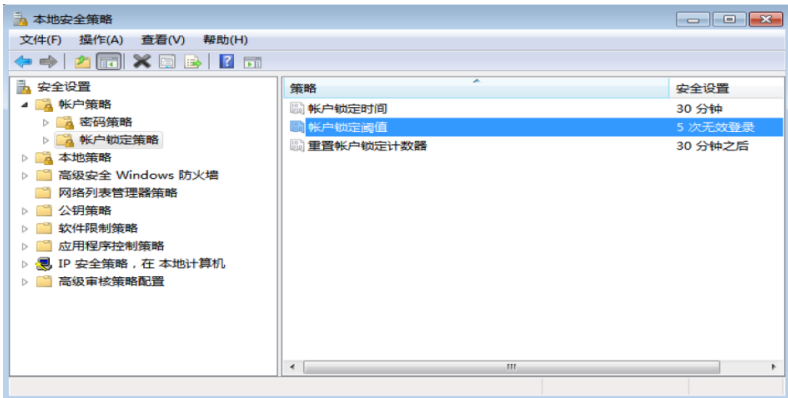 本地安全策略
文件(F) 操作(A) 查看(V) 帮助(H)
安全设置
帐户策略
密码策略
帐户锁定策略
本地策略
高级安全 Windows 防火墙
网络列表管理器策略
公钥策略
软件限制策略
应用程序控制策略
IP 安全策略，在 本地计算机
高级审核策略配置
策略 安全设置
帐户锁定时间 30 分钟
帐户锁定阈值 5 次无效登录
重置帐户锁定计数器 30 分钟之后